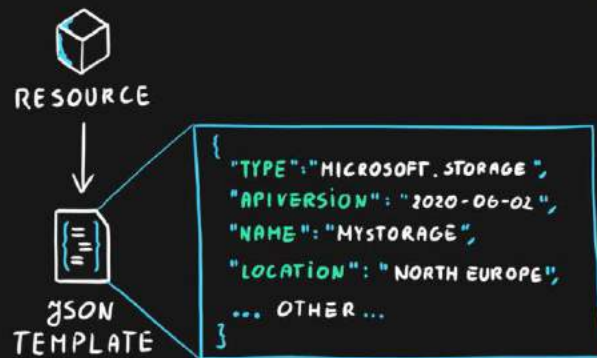 RESOURCE
JSON
TEMPLATE
{
"TYPE":"MICROSOFT.STORAGE",
"APIVERSION": "2020-06-02",
"NAME":"MYSTORAGE",
"LOCATION": "NORTH EUROPE",
... OTHER ...
}